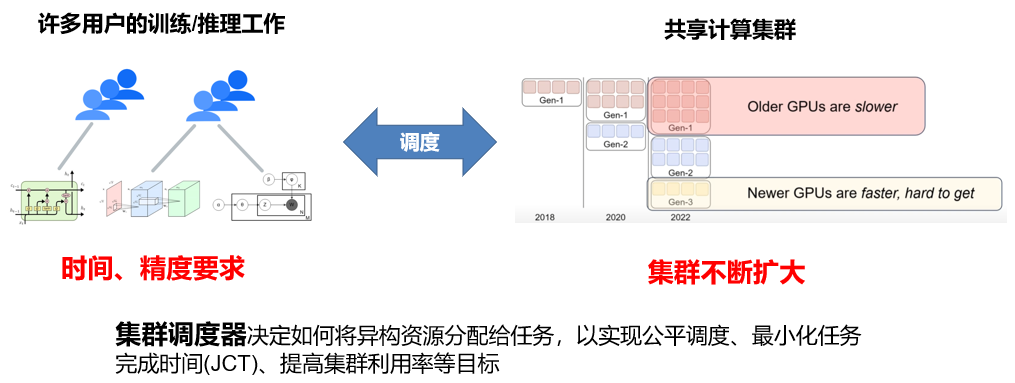 许多用户的训练/推理工作
共享计算集群
Gen-1
Gen-1
Gen-2
Gen-1
Older GPUs are slower
Gen-2
Gen-3
Newer GPUs are faster, hard to get
2018
2020
2022
调度
β
ψ
K
α
θ
Z
N
M
时间、精度要求
集群不断扩大
集群调度器决定如何将异构资源分配给任务，以实现公平调度、最小化任务
完成时间(JCT)、提高集群利用率等目标